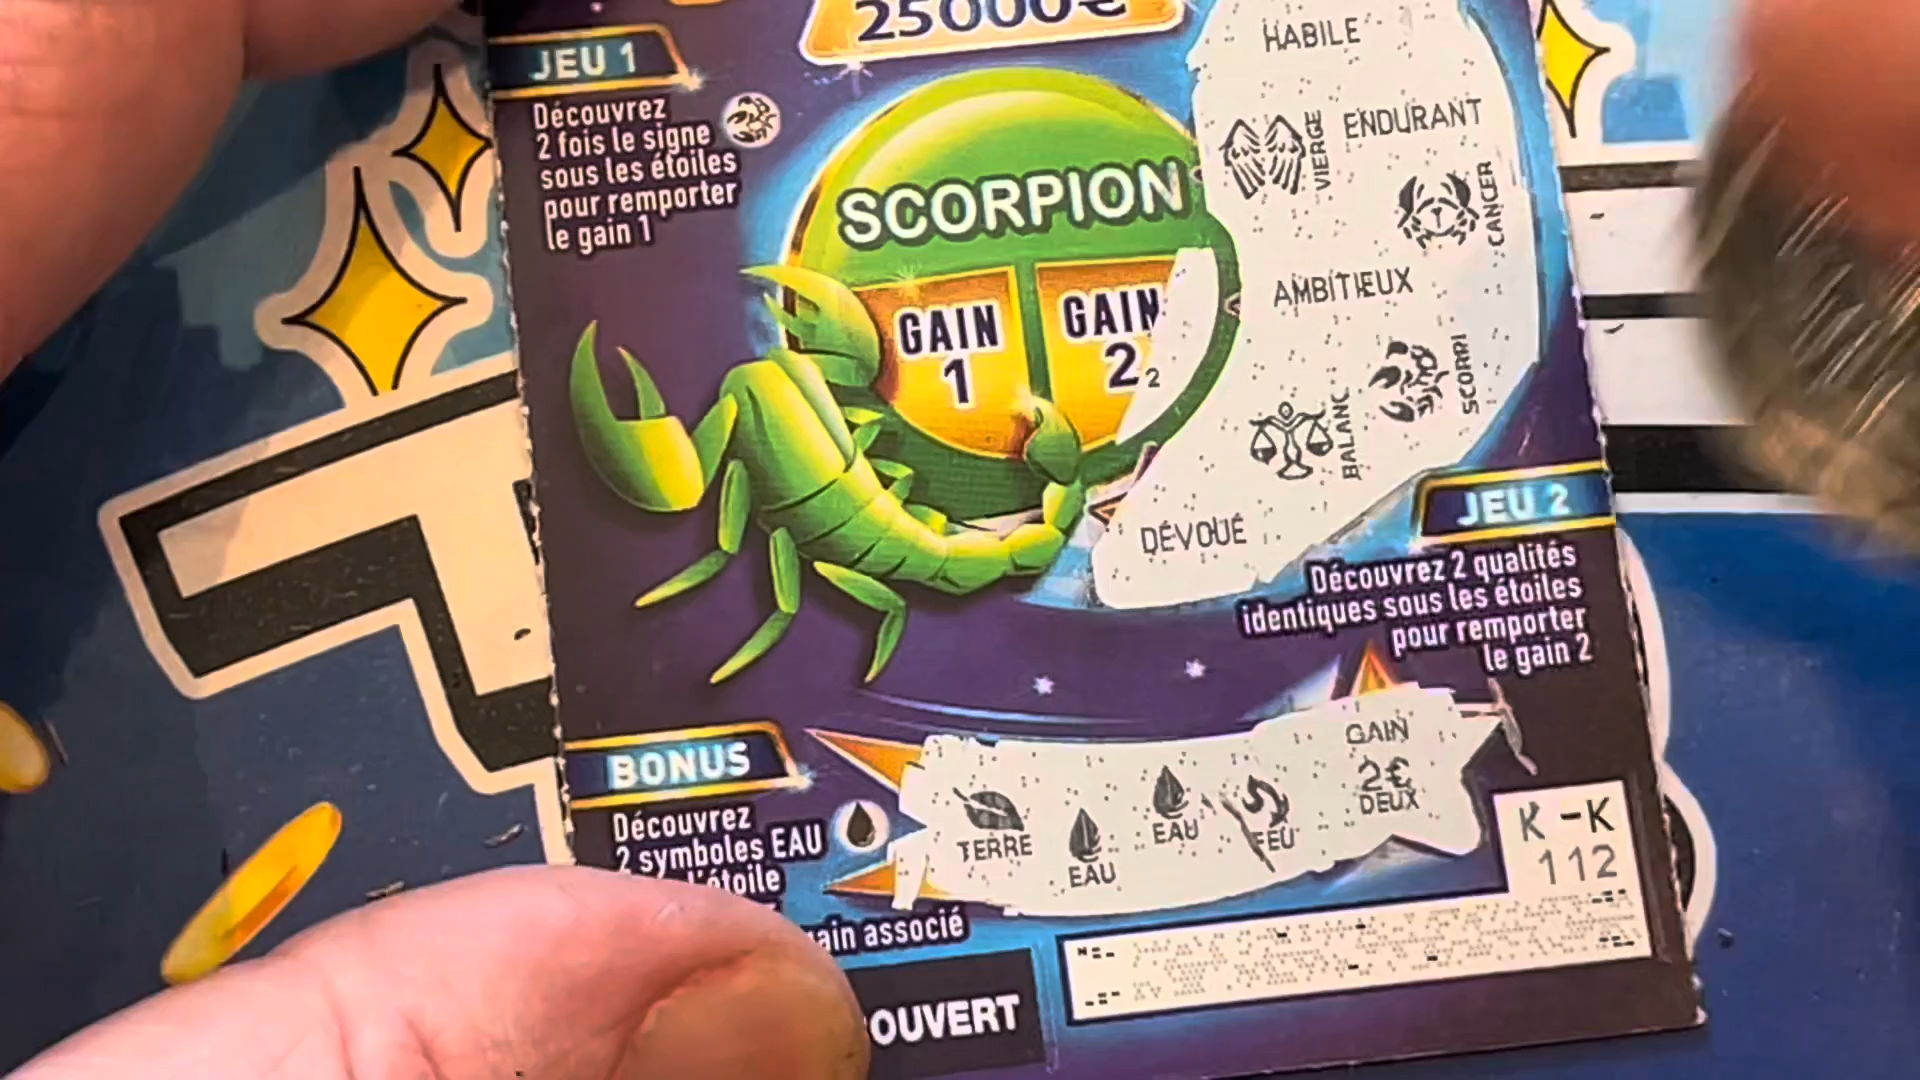 25000€
JEU 1
Découvrez
2 fois le signe
sous les étoiles
pour remporter
le gain 1
SCORPION
GAIN
1
GAIN
2
2
HABILE
VIERGE
ENDURANT
CANCER
AMBITIEUX
SCORPI
BALANC
DÉVOUÉ
JEU 2
Découvrez 2 qualités
identiques sous les étoiles
pour remporter
le gain 2
BONUS
Découvrez
2 symboles EAU
l'étoile
ain associé
TERRE
EAU
EAU
FEU
GAIN
2€
DEUX
K -K
112
OUVERT